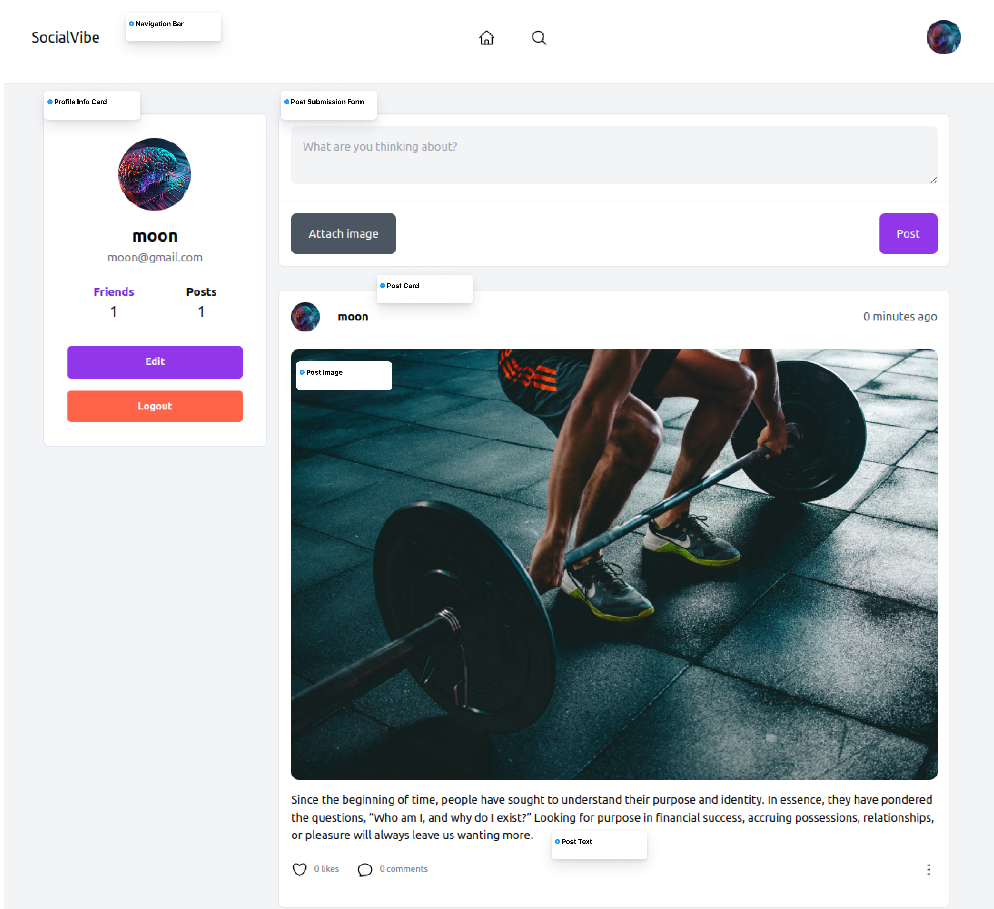 SocialVibe
Navigation Bar
Profile Info Card
moon
moon@gmail.com
Friends
Posts
1
1
Edit
Logout
Post Submission Form
What are you thinking about?
Attach image
Post
Post Card
moon
0 minutes ago
Post Image
Since the beginning of time, people have sought to understand their purpose and identity. In essence, they have pondered
the questions, “Who am I, and why do I exist?” Looking for purpose in financial success, accruing possessions, relationships,
or pleasure will always leave us wanting more.
Post Text
0 likes
0 comments